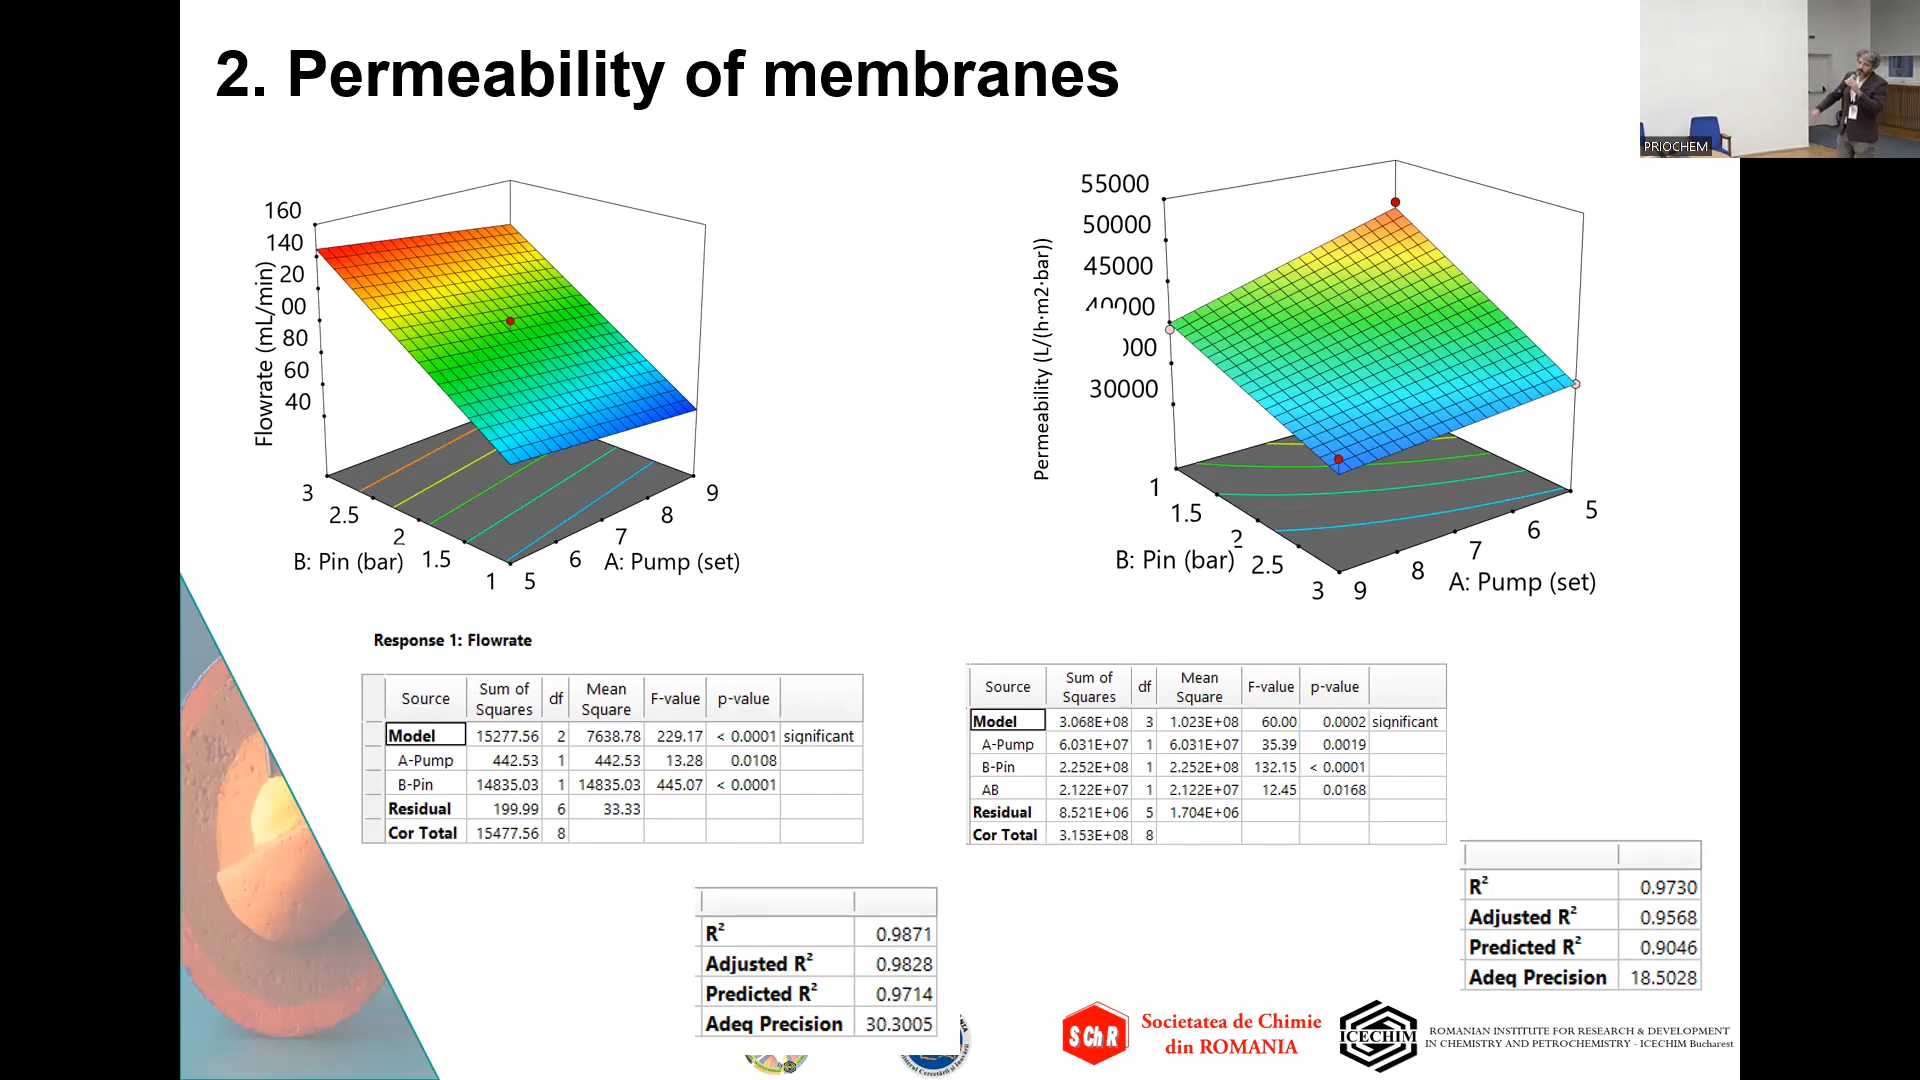 2. Permeability of membranes
PRIOCHEM
160
140
20
00
80
60
40
Flowrate (mL/min)
3
2.5
2
1.5
1
B: Pin (bar)
5
6
7
8
9
A: Pump (set)
55000
50000
45000
40000
000
30000
Permeability (L/(h·m2·bar))
1
1.5
2
2.5
3
B: Pin (bar)
9
8
7
6
5
A: Pump (set)
Response 1: Flowrate
Source Sum of Squares df Mean Square F-value p-value
Model 15277.56 2 7638.78 229.17 < 0.0001 significant
A-Pump 442.53 1 442.53 13.28 0.0108
B-Pin 14835.03 1 14835.03 445.07 < 0.0001
Residual 199.99 6 33.33
Cor Total 15477.56 8
R² 0.9871
Adjusted R² 0.9828
Predicted R² 0.9714
Adeq Precision 30.3005
Source Sum of Squares df Mean Square F-value p-value
Model 3.068E+08 3 1.023E+08 60.00 0.0002 significant
A-Pump 6.031E+07 1 6.031E+07 35.39 0.0019
B-Pin 2.252E+08 1 2.252E+08 132.15 < 0.0001
AB 2.122E+07 1 2.122E+07 12.45 0.0168
Residual 8.521E+06 5 1.704E+06
Cor Total 3.153E+08 8
R² 0.9730
Adjusted R² 0.9568
Predicted R² 0.9046
Adeq Precision 18.5028
SChR
Societatea de Chimie
din ROMANIA
ICECHIM
ROMANIAN INSTITUTE FOR RESEARCH & DEVELOPMENT
IN CHEMISTRY AND PETROCHEMISTRY - ICECHIM Bucharest